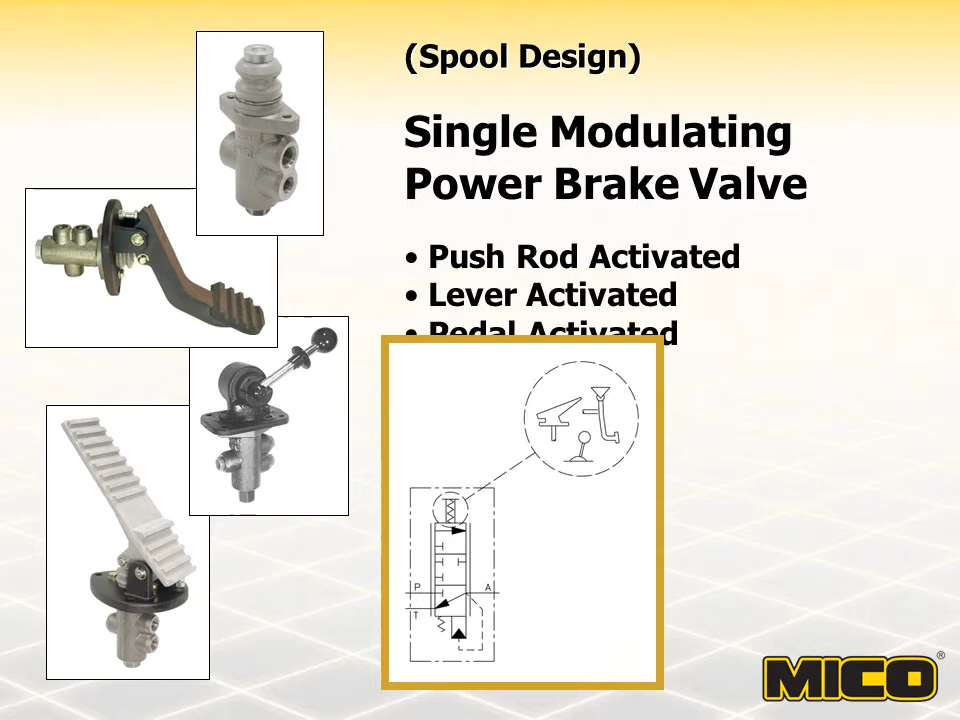 (Spool Design)
Single Modulating
Power Brake Valve
• Push Rod Activated
• Lever Activated
• Pedal Activated
P
A
T
MICO®